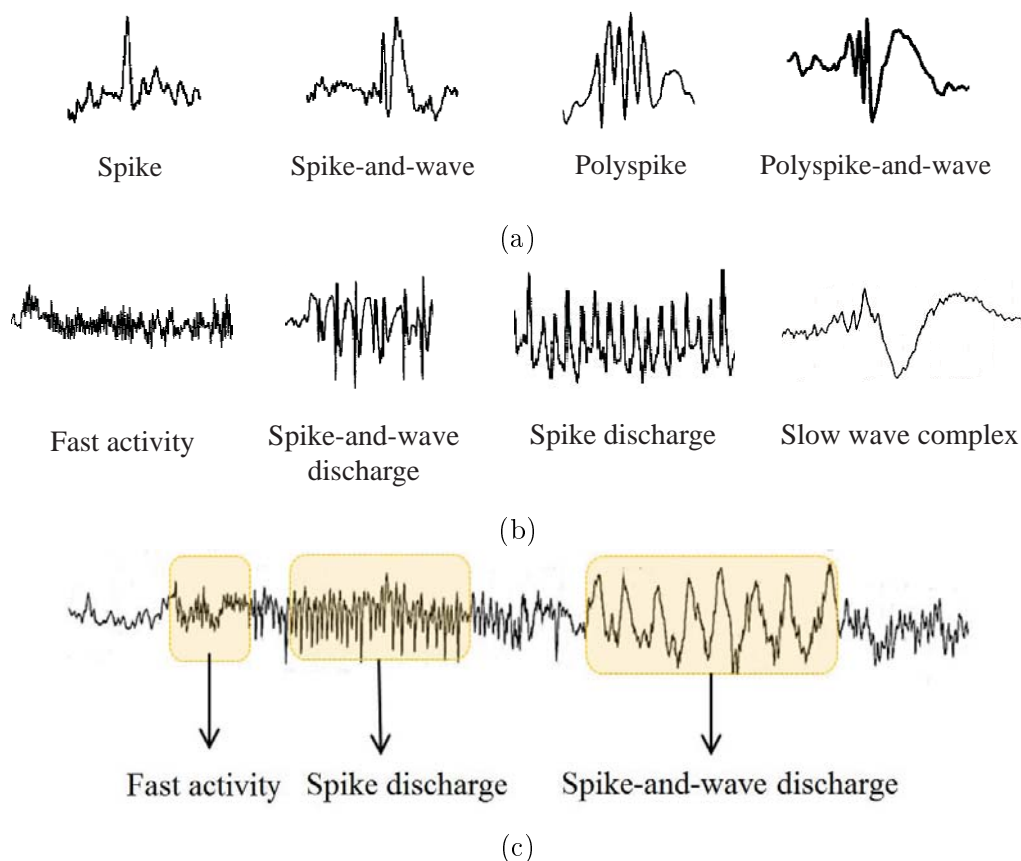 Spike Spike-and-wave Polyspike Polyspike-and-wave
(a)
Fast activity Spike-and-wave discharge Spike discharge Slow wave complex
(b)
Fast activity Spike discharge Spike-and-wave discharge
(c)